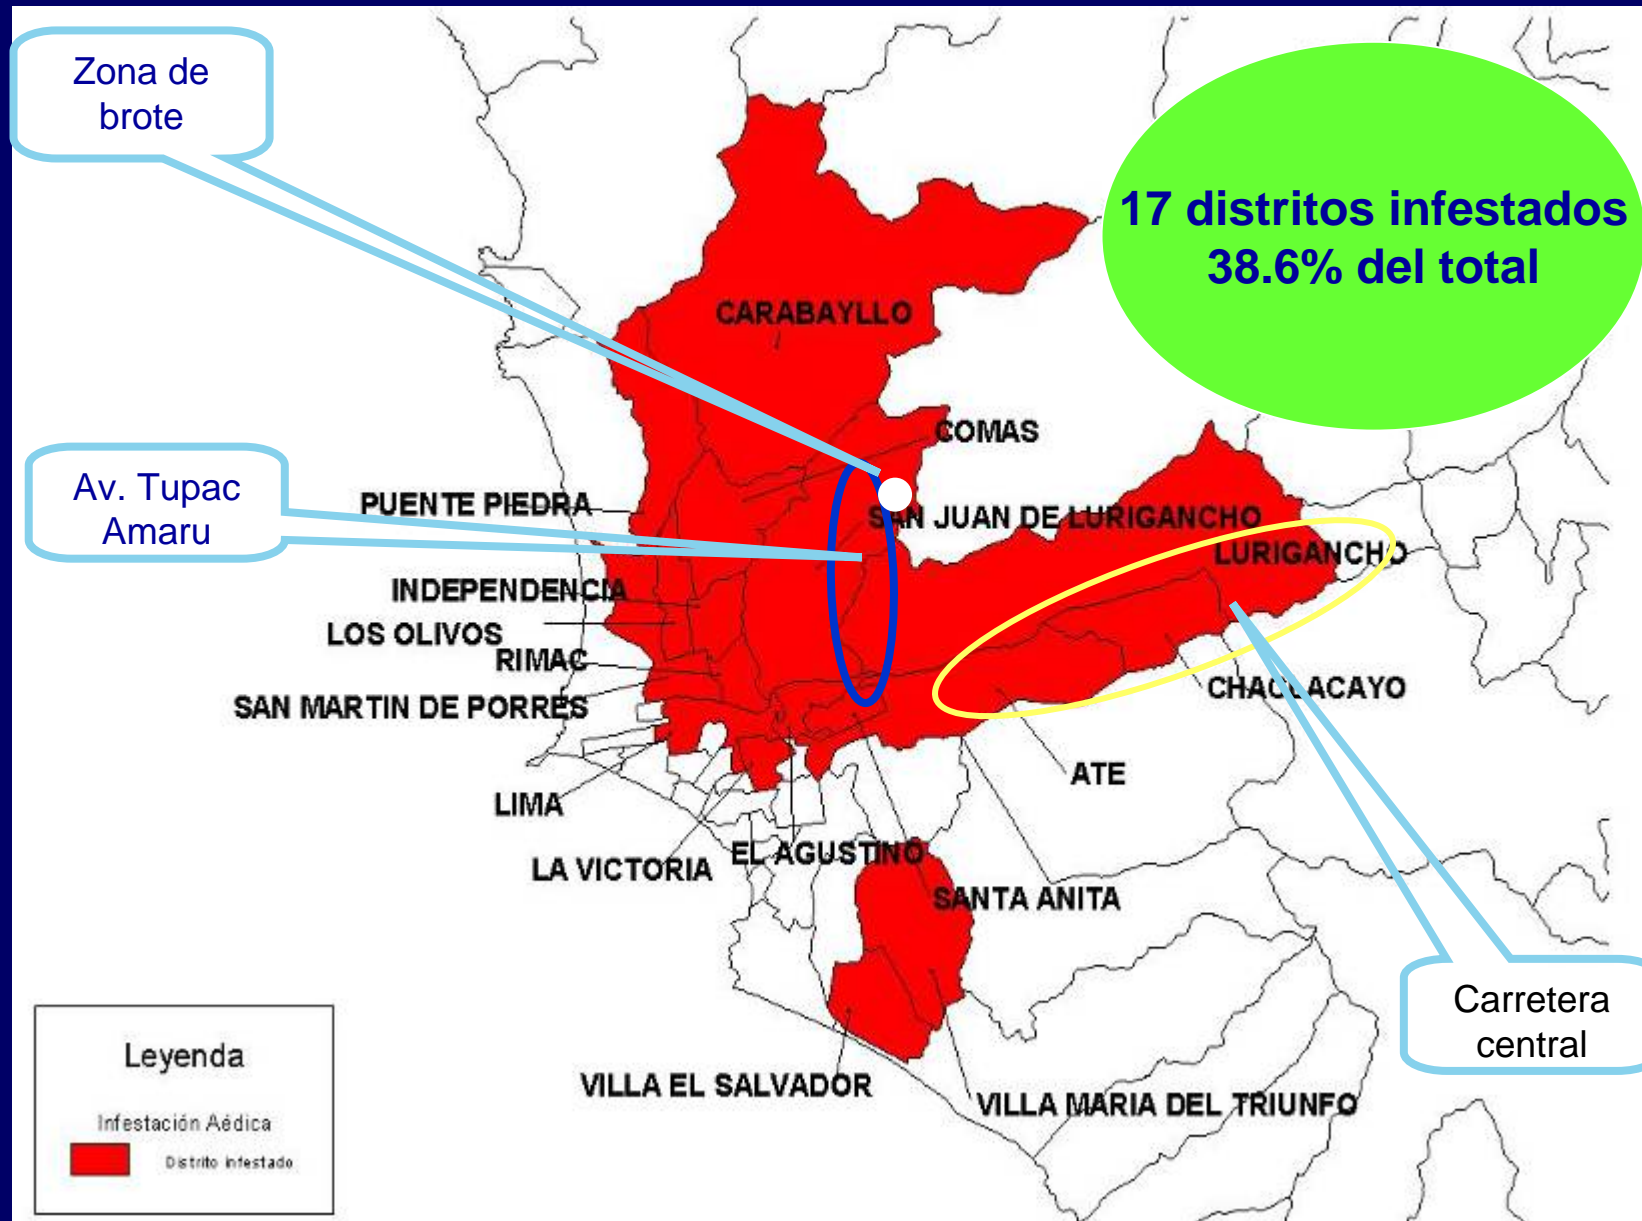 Zona de
brote
17 distritos infestados
38.6% del total
CARABAYLLO
COMAS
Av. Tupac
Amaru
PUENTE PIEDRA
SAN JUAN DE LURIGANCHO
LURIGANCHO
INDEPENDENCIA
LOS OLIVOS
RIMAC
SAN MARTIN DE PORRES
CHACLACAYO
ATE
LIMA
EL AGUSTINO
LA VICTORIA
SANTA ANITA
Carretera
central
VILLA EL SALVADOR
VILLA MARIA DEL TRIUNFO
Leyenda
Infestación Aédica
Distrito infestado